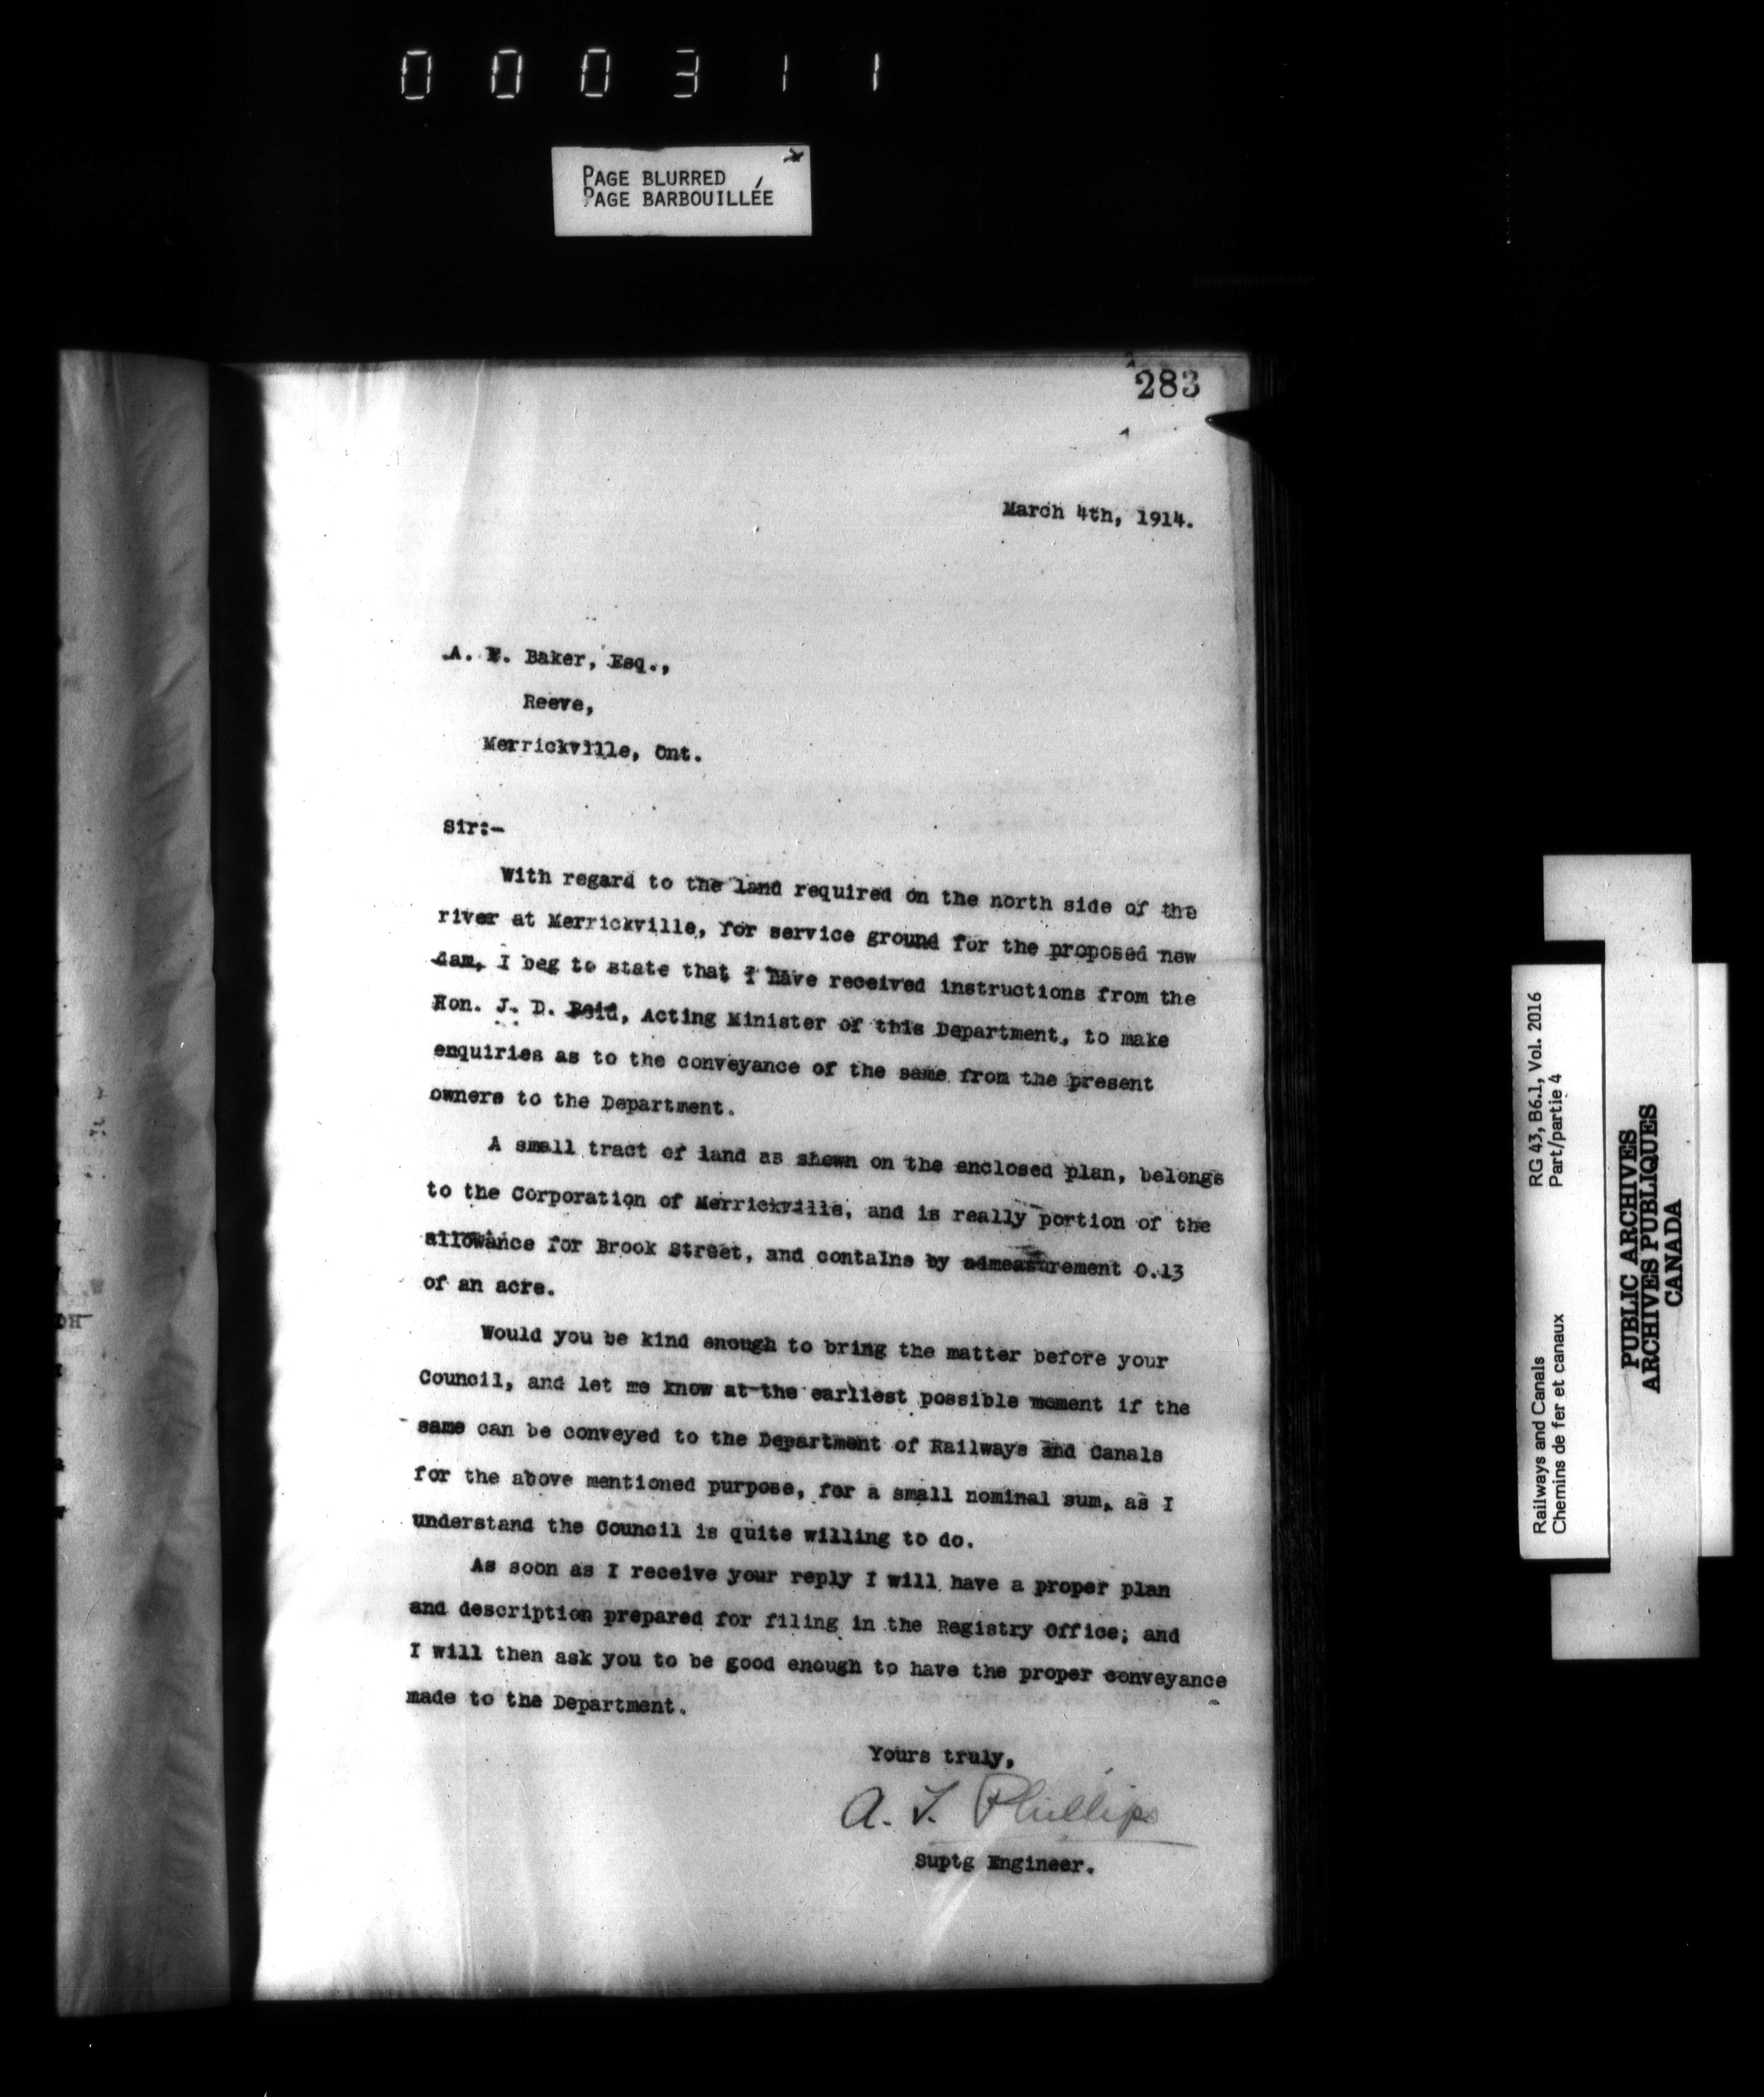 000311
PAGE BLURRED
PAGE BARBOUILLÉE
283
March 4th, 1914.
A. Baker, Esq.,
Reeve,
Merrickville, Ont.
Sir:-
With regard to the land required on the north side of the
river at Merrickville, for service ground for the proposed new
dam, I beg to state that I have received instructions from the
Hon. J. D. Reid, Acting Minister of this Department, to make
enquiries as to the conveyance of the same from the present
owners to the Department.
A small tract of land as shown on the enclosed plan, belongs
to the Corporation of Merrickville, and is really portion of the
allowance for Brook Street, and contains by admeasurement 0.13
of an acre.
Would you be kind enough to bring the matter before your
Council, and let me know at the earliest possible moment if the
same can be conveyed to the Department of Railways and Canals
for the above mentioned purpose, for a small nominal sum, as I
understand the Council is quite willing to do.
As soon as I receive your reply I will have a proper plan
and description prepared for filing in the Registry Office; and
I will then ask you to be good enough to have the proper conveyance
made to the Department.
Yours truly,
A. T. Phillips
Suptg Engineer.
Railways and Canals RG 43, B6.1, Vol. 2016
Chemins de fer et canaux Part/partie 4
PUBLIC ARCHIVES
ARCHIVES PUBLIQUES
CANADA